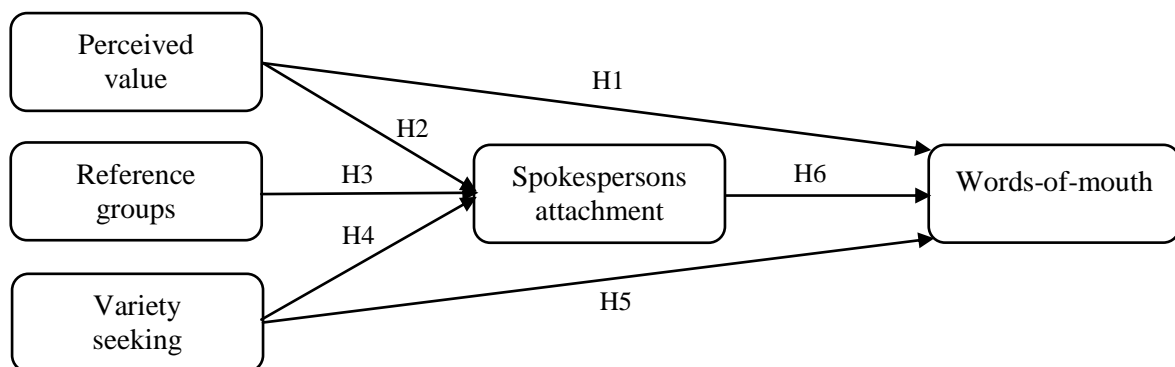 Perceived
value
H1
H2
Reference
groups
H3
Spokespersons
attachment
H6
Words-of-mouth
H4
Variety
seeking
H5